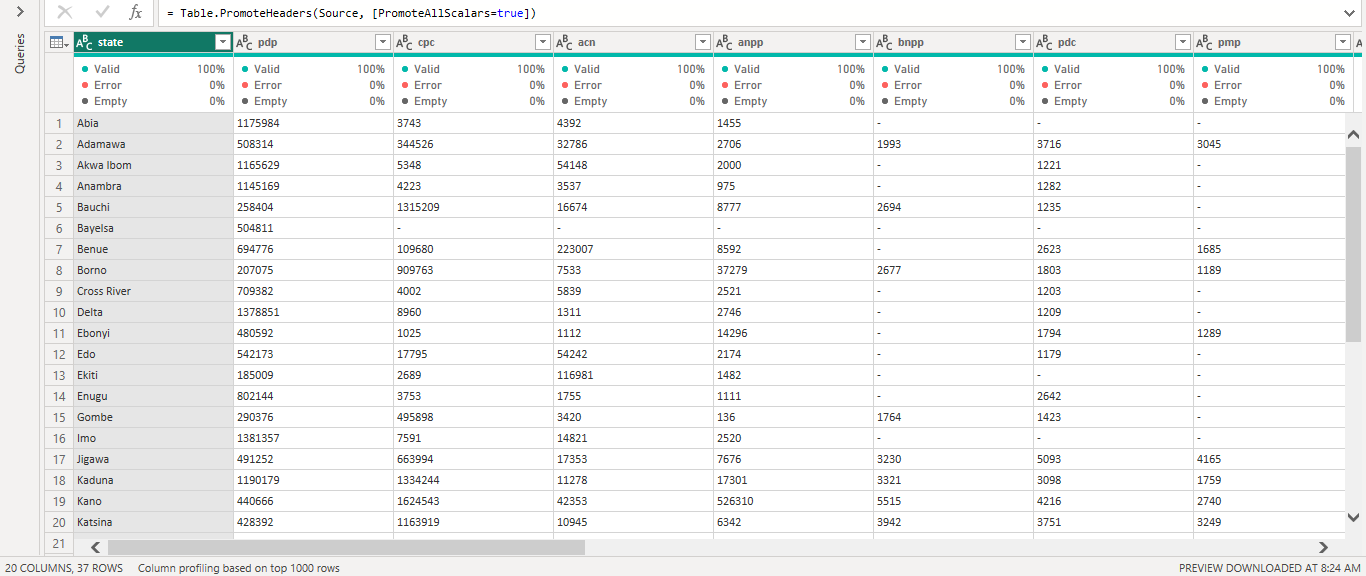 = Table.PromoteHeaders(Source, [PromoteAllScalars=true])
Queries
state pdp cpc acn anpp bnpp pdc pmp
Valid 100% Valid 100% Valid 100% Valid 100% Valid 100% Valid 100% Valid 100% Valid 100%
Error 0% Error 0% Error 0% Error 0% Error 0% Error 0% Error 0% Error 0%
Empty 0% Empty 0% Empty 0% Empty 0% Empty 0% Empty 0% Empty 0% Empty 0%
1 Abia 1175984 3743 4392 1455 - - -
2 Adamawa 508314 344526 32786 2706 1993 3716 3045
3 Akwa Ibom 1165629 5348 54148 2000 - 1221 -
4 Anambra 1145169 4223 3537 975 - 1282 -
5 Bauchi 258404 1315209 16674 8777 2694 1235 -
6 Bayelsa 504811 - - - - - -
7 Benue 694776 109680 223007 8592 - 2623 1685
8 Borno 207075 909763 7533 37279 2677 1803 1189
9 Cross River 709382 4002 5839 2521 - 1203 -
10 Delta 1378851 8960 1311 2746 - 1209 -
11 Ebonyi 480592 1025 1112 14296 - 1794 1289
12 Edo 542173 17795 54242 2174 - 1179 -
13 Ekiti 185009 2689 116981 1482 - - -
14 Enugu 802144 3753 1755 1111 - 2642 -
15 Gombe 290376 495898 3420 136 1764 1423 -
16 Imo 1381357 7591 14821 2520 - - -
17 Jigawa 491252 663994 17353 7676 3230 5093 4165
18 Kaduna 1190179 1334244 11278 17301 3321 3098 1759
19 Kano 440666 1624543 42353 526310 5515 4216 2740
20 Katsina 428392 1163919 10945 6342 3942 3751 3249
21
20 COLUMNS, 37 ROWS Column profiling based on top 1000 rows PREVIEW DOWNLOADED AT 8:24 AM